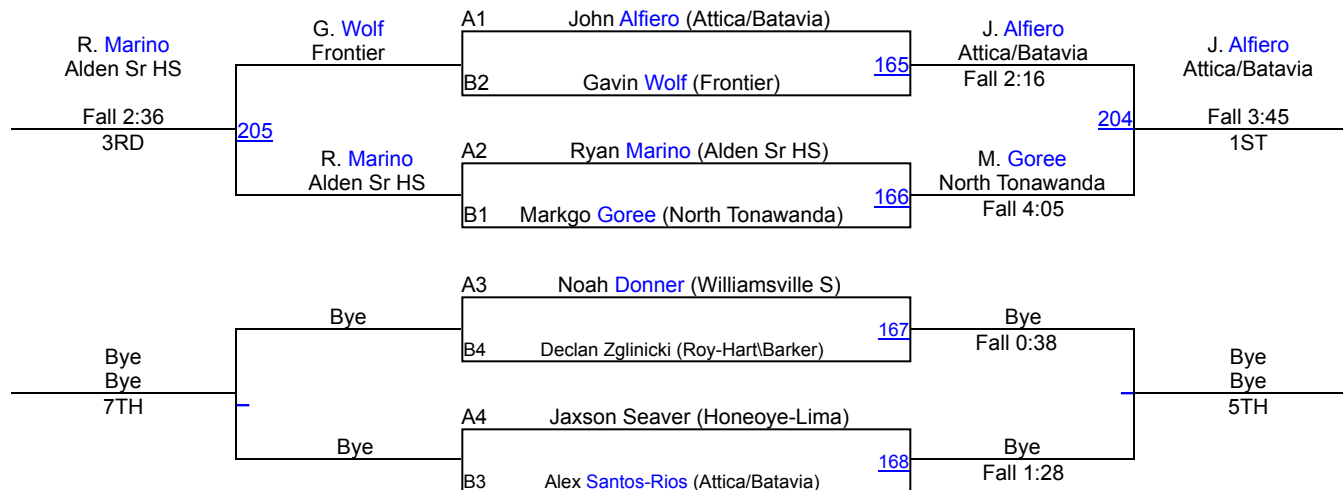 R. Marino
Alden Sr HS
Fall 2:36
3RD
205
G. Wolf
Frontier
R. Marino
Alden Sr HS
A1 John Alfiero (Attica/Batavia)
165
B2 Gavin Wolf (Frontier)
A2 Ryan Marino (Alden Sr HS)
166
B1 Markgo Goree (North Tonawanda)
J. Alfiero
Attica/Batavia
Fall 2:16
M. Goree
North Tonawanda
Fall 4:05
204
J. Alfiero
Attica/Batavia
Fall 3:45
1ST
Bye
Bye
7TH
Bye
Bye
A3 Noah Donner (Williamsville S)
167
B4 Declan Zglinicki (Roy-Hart\Barker)
A4 Jaxson Seaver (Honeoye-Lima)
168
B3 Alex Santos-Rios (Attica/Batavia)
Bye
Fall 0:38
Bye
Fall 1:28
Bye
Bye
5TH